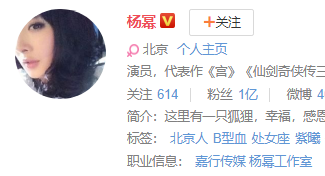 杨幂 V +关注
北京 个人主页
演员，代表作《宫》《仙剑奇侠传三
关注 614 | 粉丝 1亿 | 微博
简介：这里有一只狐狸，幸福，感恩
标签： 北京人 B型血 处女座 紫曦
职业信息： 嘉行传媒 杨幂工作室